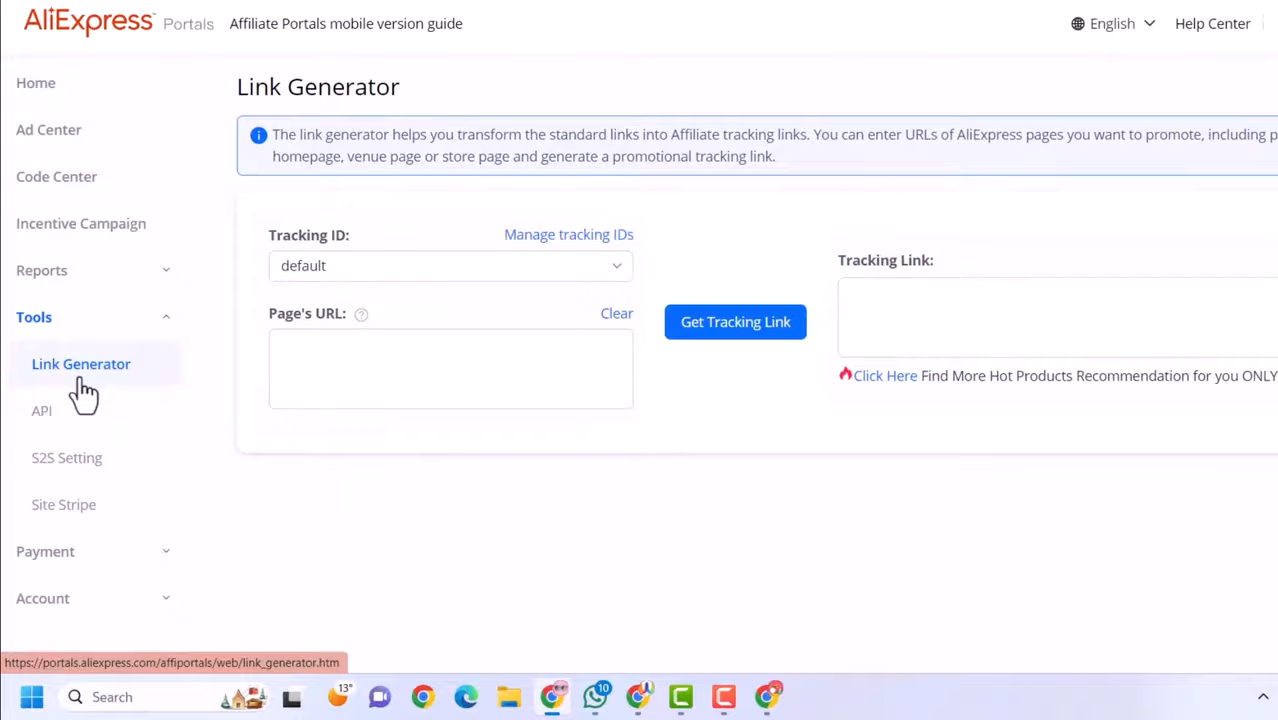 AliExpress Portals Affiliate Portals mobile version guide English Help Center
Home
Ad Center
Code Center
Incentive Campaign
Reports
Tools
Link Generator
API
S2S Setting
Site Stripe
Payment
Account
Link Generator
The link generator helps you transform the standard links into Affiliate tracking links. You can enter URLs of AliExpress pages you want to promote, including p
homepage, venue page or store page and generate a promotional tracking link.
Tracking ID: Manage tracking IDs
default
Page's URL: Clear
Get Tracking Link
Tracking Link:
Click Here Find More Hot Products Recommendation for you ONLY
https://portals.aliexpress.com/affiportals/web/link_generator.htm
Search
13°
10